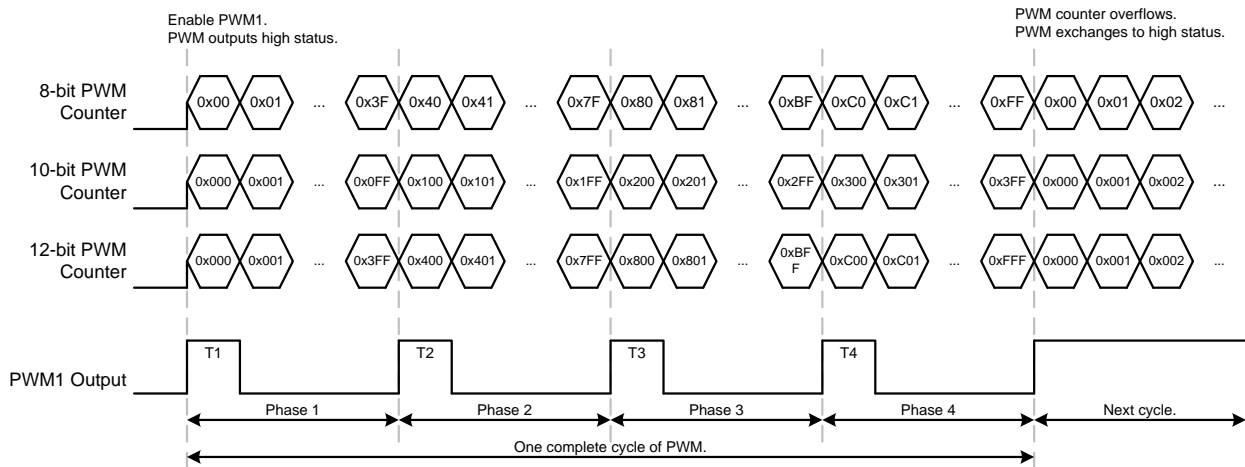 Enable PWM1.
PWM outputs high status.
PWM counter overflows.
PWM exchanges to high status.
8-bit PWM
Counter
0x00 0x01 ... 0x3F 0x40 0x41 ... 0x7F 0x80 0x81 ... 0xBF 0xC0 0xC1 ... 0xFF 0x00 0x01 0x02 ...
10-bit PWM
Counter
0x000 0x001 ... 0x0FF 0x100 0x101 ... 0x1FF 0x200 0x201 ... 0x2FF 0x300 0x301 ... 0x3FF 0x000 0x001 0x002 ...
12-bit PWM
Counter
0x000 0x001 ... 0x3FF 0x400 0x401 ... 0x7FF 0x800 0x801 ... 0xBF
F 0xC00 0xC01 ... 0xFFF 0x000 0x001 0x002 ...
PWM1 Output
T1 T2 T3 T4
Phase 1 Phase 2 Phase 3 Phase 4 Next cycle.
One complete cycle of PWM.